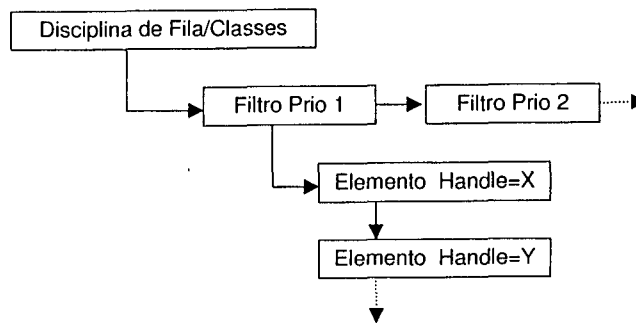 Disciplina de Fila/Classes
Filtro Prio 1
Filtro Prio 2
Elemento Handle=X
Elemento Handle=Y